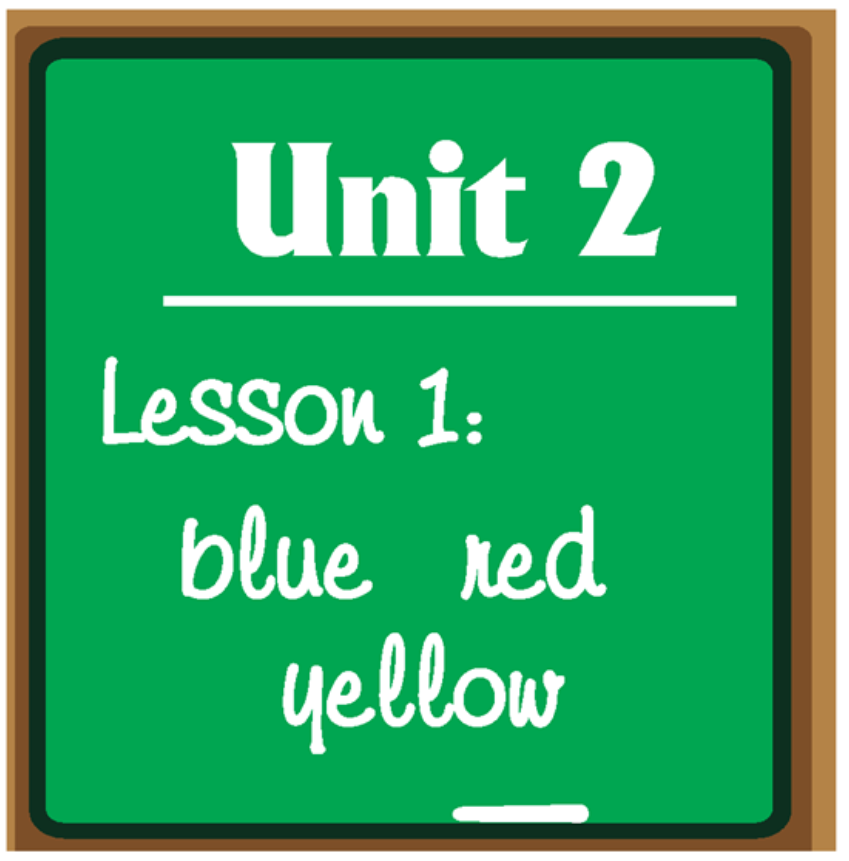 Unit 2
Lesson 1:
blue red
yellow